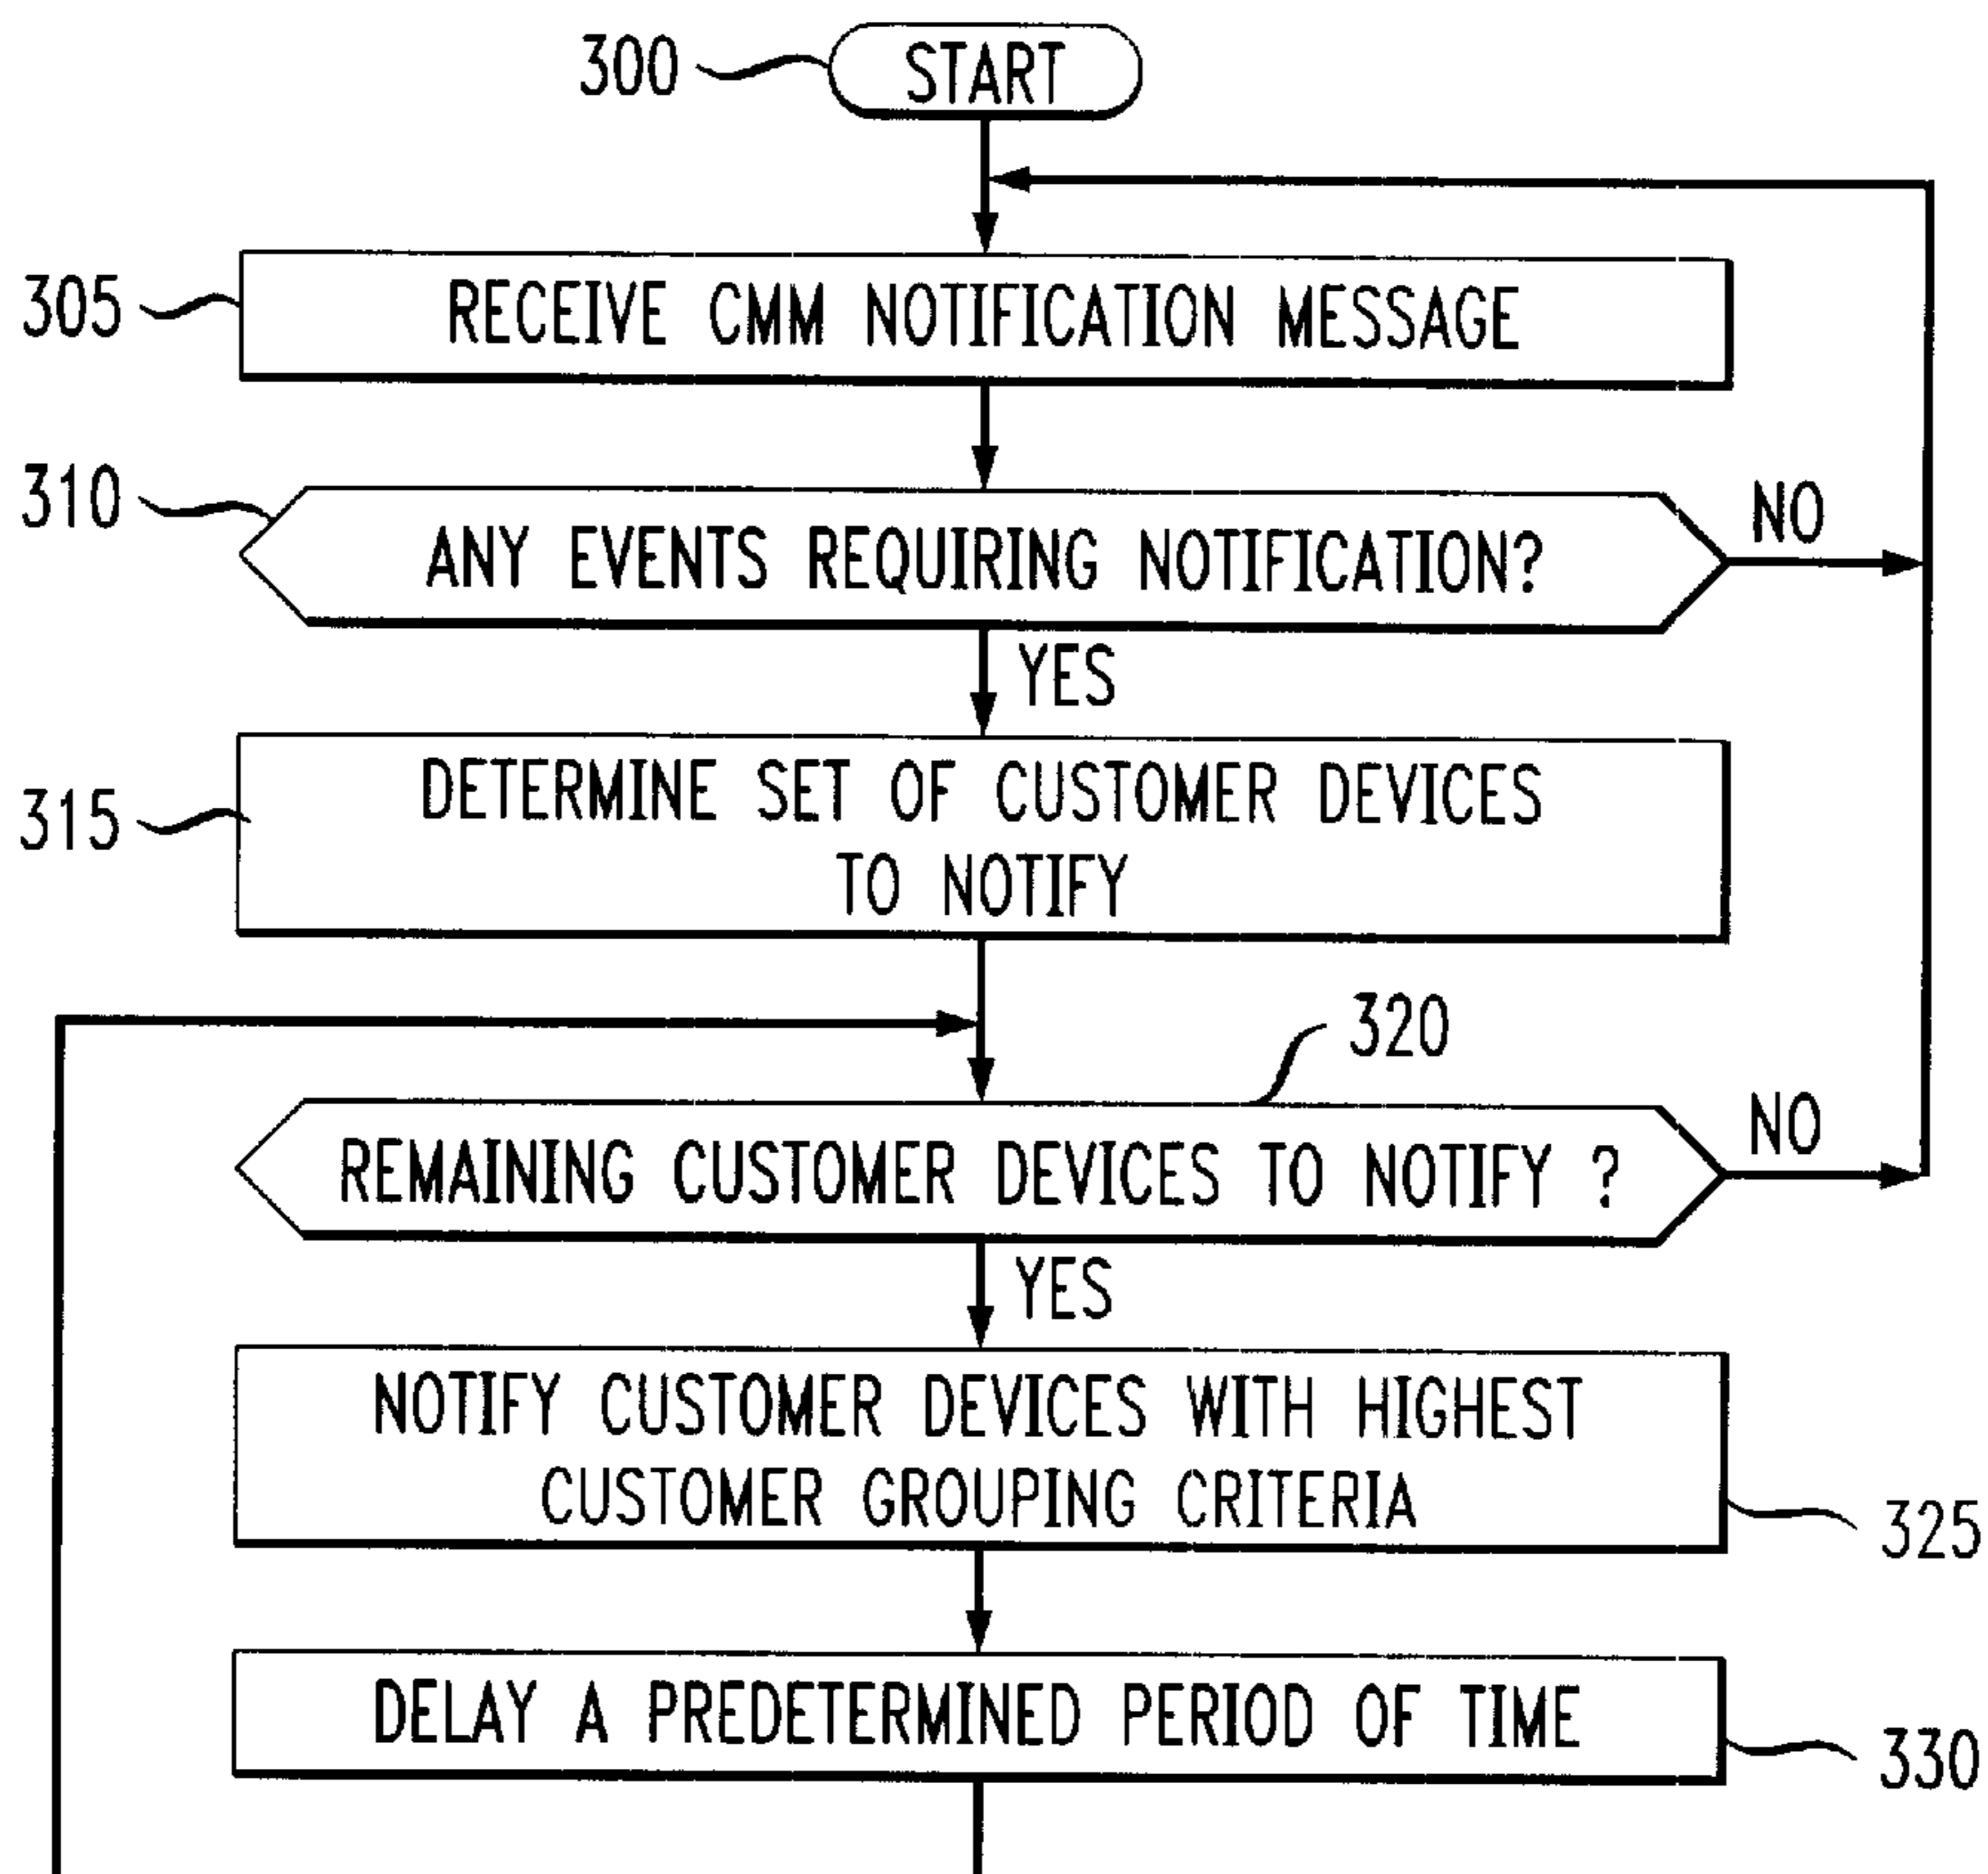 300
START
305
RECEIVE CMM NOTIFICATION MESSAGE
310
ANY EVENTS REQUIRING NOTIFICATION?
NO
YES
315
DETERMINE SET OF CUSTOMER DEVICES
TO NOTIFY
320
REMAINING CUSTOMER DEVICES TO NOTIFY ?
NO
YES
NOTIFY CUSTOMER DEVICES WITH HIGHEST
CUSTOMER GROUPING CRITERIA
325
DELAY A PREDETERMINED PERIOD OF TIME
330